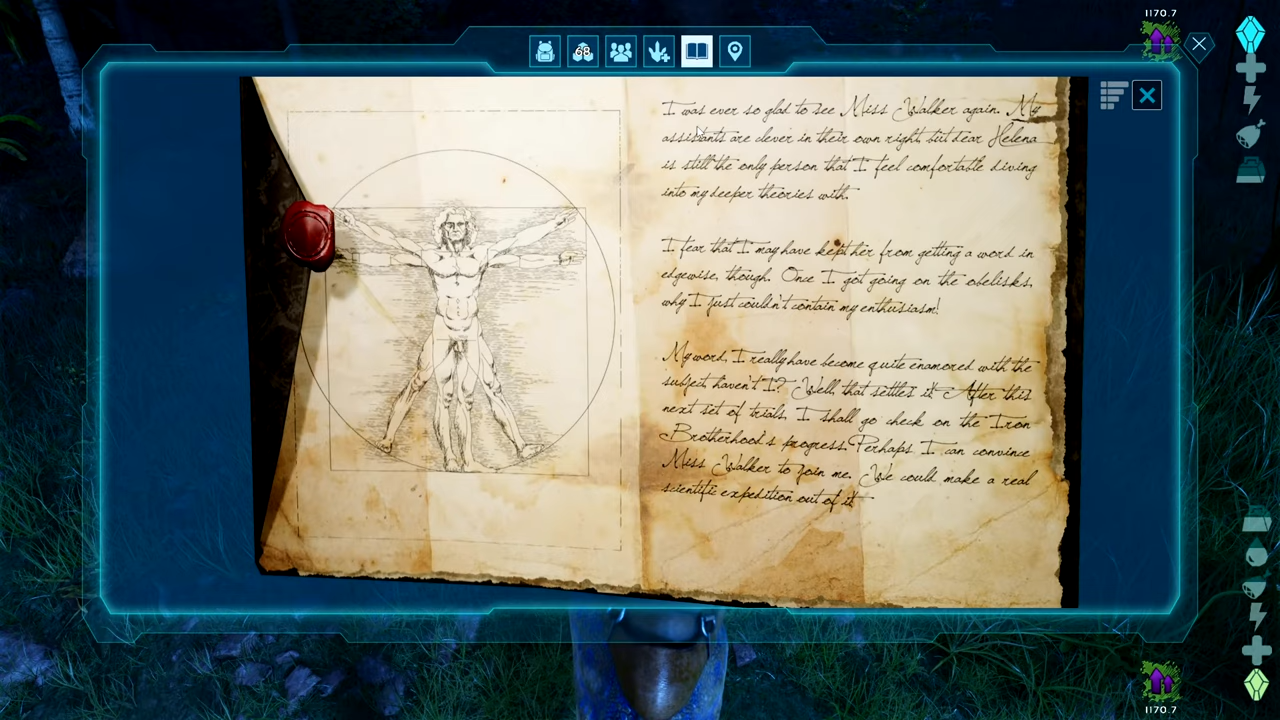 1170.7
68
I was ever so glad to see Miss Walker again. My
assistants are clever in their own right, but dear Helena
is still the only person that I feel comfortable diving
into my deeper theories with.
I fear that I may have kept her from getting a word in
edgewise, though. Once I got going on the obelisks,
why I just couldn't contain my enthusiasm!
My word, I really have become quite enamored with the
subject, haven't I? Well, that settles it. After this
next set of trials, I shall go check on the Iron
Brotherhood's progress. Perhaps I can convince
Miss Walker to join me. We could make a real
scientific expedition out of it.
1170.7